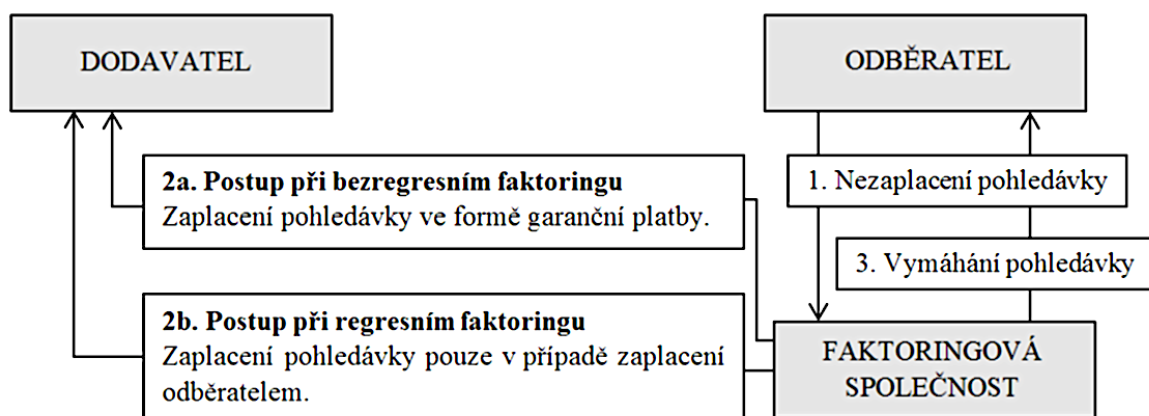 DODAVATEL
ODBĚRATEL
2a. Postup při bezregresním faktoringu
Zaplacení pohledávky ve formě garanční platby.
1. Nezaplacení pohledávky
3. Vymáhání pohledávky
2b. Postup při regresním faktoringu
Zaplacení pohledávky pouze v případě zaplacení
odběratelem.
FAKTORINGOVÁ
SPOLEČNOST